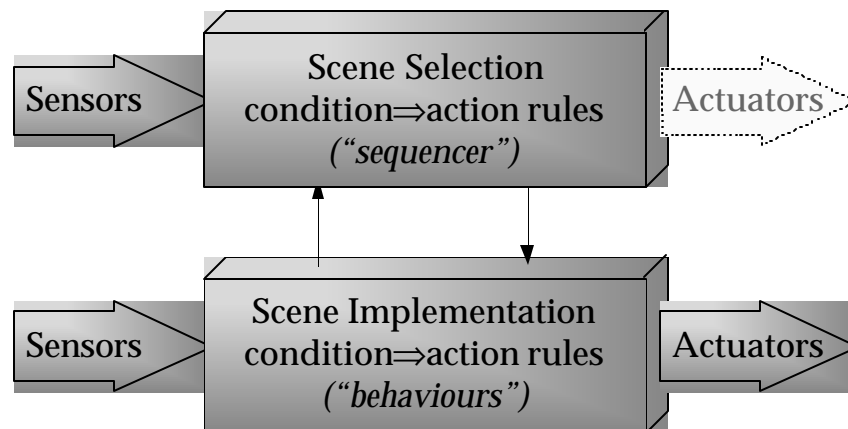 Scene Selection
Sensors
condition⇒action rules
Actuators
(“sequencer”)
Scene Implementation
Sensors
condition⇒action rules
Actuators
(“behaviours”)